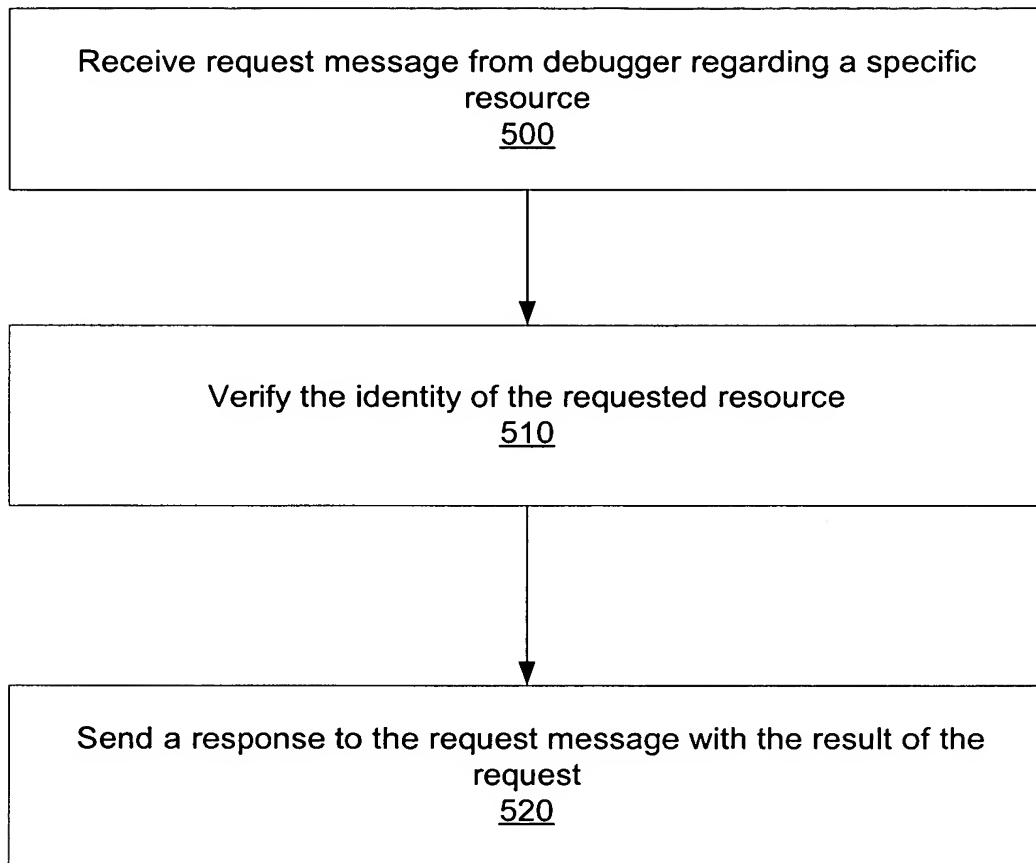 Receive request message from debugger regarding a specific
resource
500
Verify the identity of the requested resource
510
Send a response to the request message with the result of the
request
520